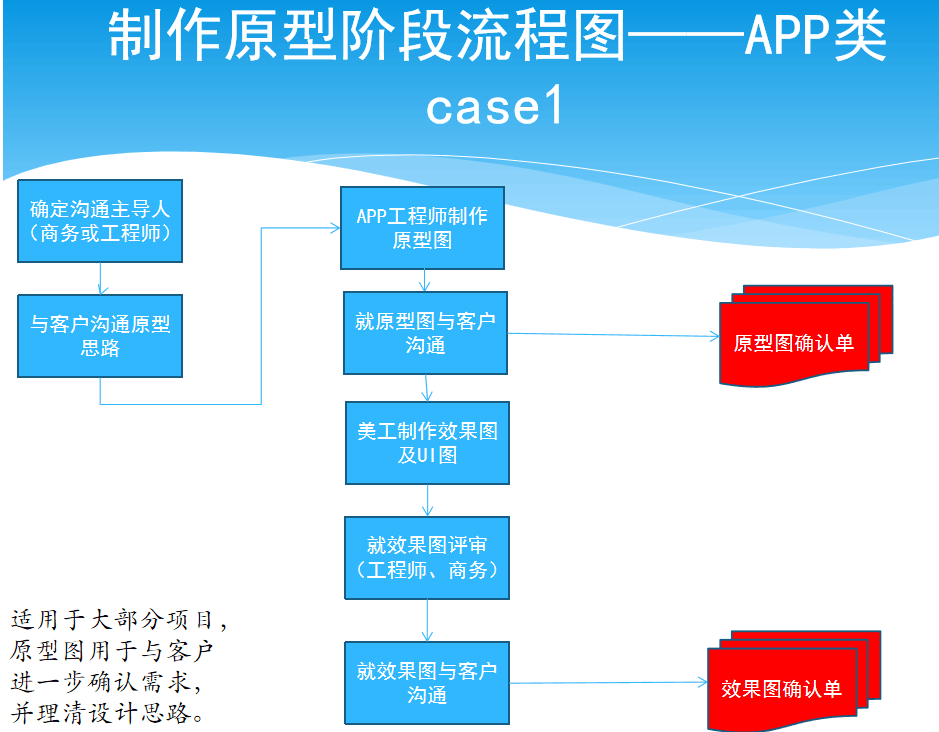 制作原型阶段流程图——APP类
case1
确定沟通主导人
（商务或工程师）
与客户沟通原型
思路
APP工程师制作
原型图
就原型图与客户
沟通
原型图确认单
美工制作效果图
及UI图
就效果图评审
（工程师、商务）
就效果图与客户
沟通
效果图确认单
适用于大部分项目，
原型图用于与客户
进一步确认需求，
并理清设计思路。